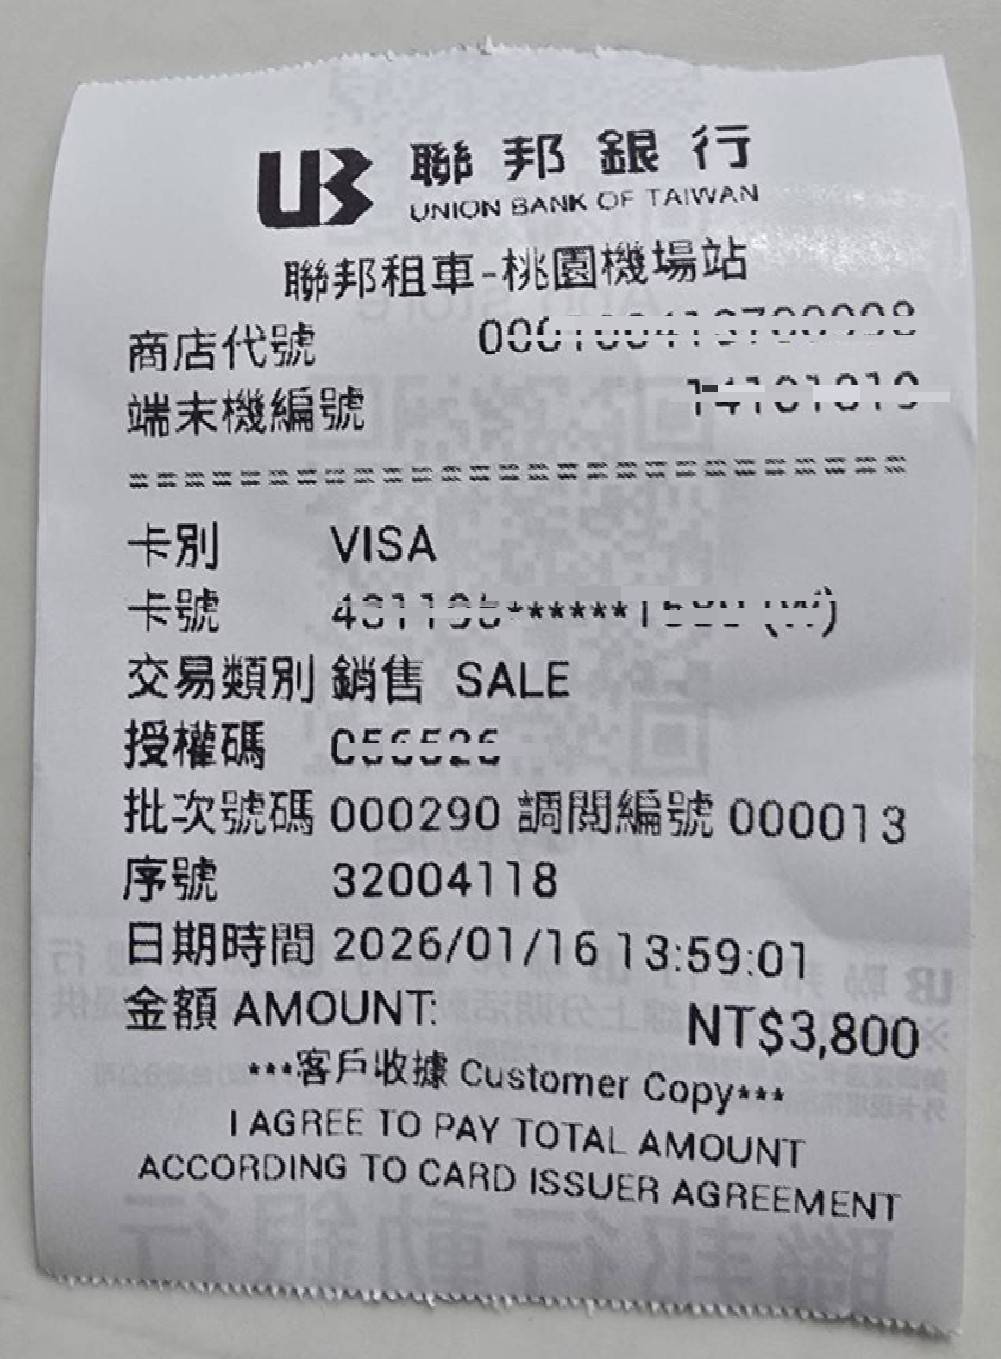 UB 聯邦銀行
UNION BANK OF TAIWAN
聯邦租車-桃園機場站
商店代號
端末機編號
==============================
卡別 VISA
卡號
交易類別 銷售 SALE
授權碼
批次號碼 000290 調閱編號 000013
序號 32004118
日期時間 2026/01/16 13:59:01
金額 AMOUNT: NT$3,800
***客戶收據 Customer Copy***
I AGREE TO PAY TOTAL AMOUNT
ACCORDING TO CARD ISSUER AGREEMENT